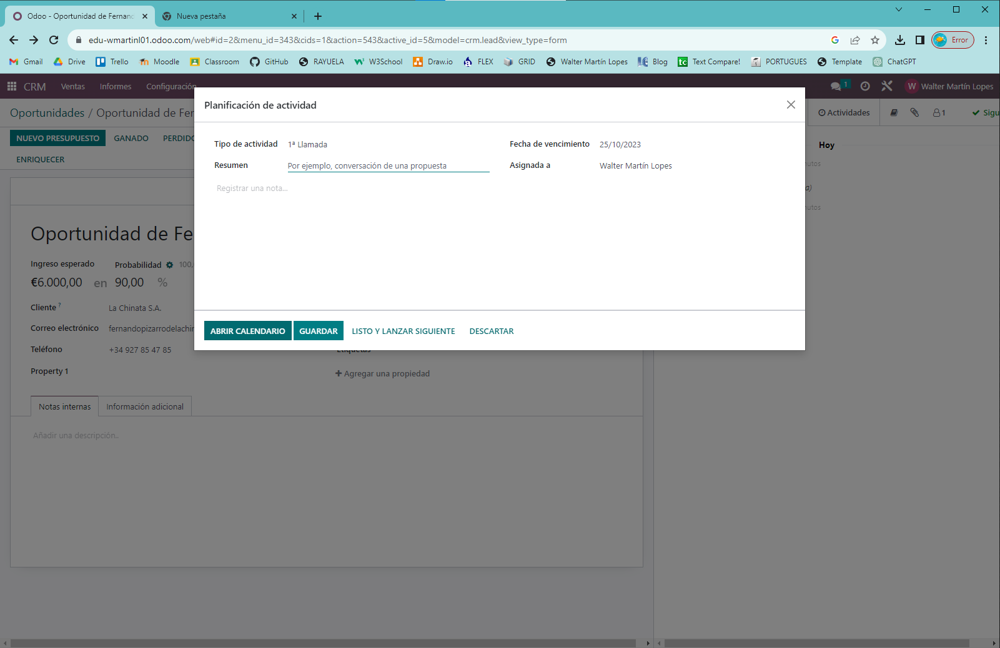 Odoo - Oportunidad de Fernand
Nueva pestaña
edu-wmartinl01.odoo.com/web#id=2&menu_id=343&cids=1&action=543&active_id=5&model=crm.lead&view_type=form
Error
Gmail Drive Trello Moodle Classroom GitHub RAYUELA W3School Draw.io FLEX GRID Walter Martín Lopes Blog Text Compare! PORTUGUES Template ChatGPT
CRM Ventas Informes Configuración 1 W Walter Martín Lopes
Oportunidades / Oportunidad de Fer
Actividades 1 Sigu
NUEVO PRESUPUESTO GANADO PERDIDO
ENRIQUECER
Planificación de actividad
Tipo de actividad 1ª Llamada
Fecha de vencimiento 25/10/2023
Resumen Por ejemplo, conversación de una propuesta
Asignada a Walter Martín Lopes
Registrar una nota...
ABRIR CALENDARIO GUARDAR LISTO Y LANZAR SIGUIENTE DESCARTAR
Hoy
nutos
a)
nutos
Oportunidad de Fe
Ingreso esperado Probabilidad 100,
€6.000,00 en 90,00 %
Cliente ? La Chinata S.A.
Correo electrónico fernandopizarrodelachin
Teléfono +34 927 85 47 85
Etiquetas
Property 1
Agregar una propiedad
Notas internas Información adicional
Añadir una descripción..